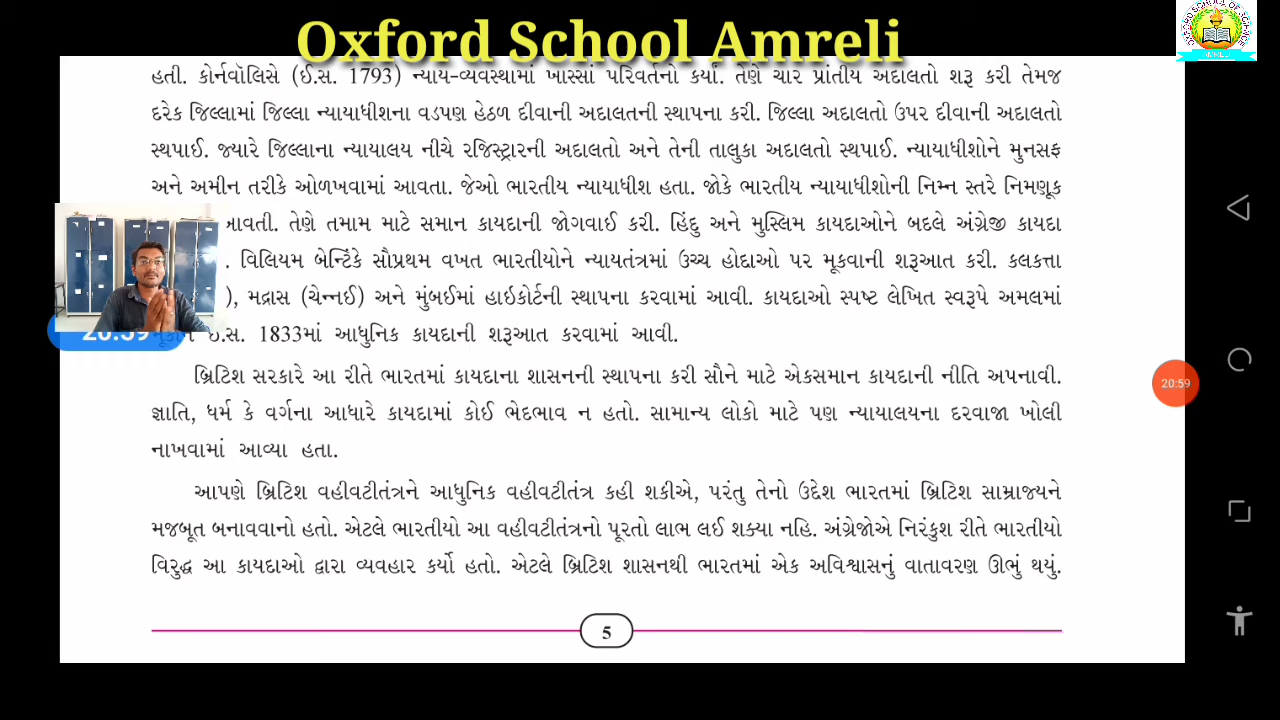 Oxford School Amreli
હતી. કોર્નવૉલિસે (ઈ.સ. 1793) ન્યાય-વ્યવસ્થામાં ખાસ્સાં પરિવર્તનો કર્યાં. તેણે ચાર પ્રાંતીય અદાલતો શરૂ કરી તેમજ
દરેક જિલ્લામાં જિલ્લા ન્યાયાધીશના વડપણ હેઠળ દીવાની અદાલતની સ્થાપના કરી. જિલ્લા અદાલતો ઉપર દીવાની અદાલતો
સ્થપાઈ. જ્યારે જિલ્લાના ન્યાયાલય નીચે રજિસ્ટ્રારની અદાલતો અને તેની તાલુકા અદાલતો સ્થપાઈ. ન્યાયાધીશોને મુનસફ
અને અમીન તરીકે ઓળખવામાં આવતા. જેઓ ભારતીય ન્યાયાધીશ હતા. જોકે ભારતીય ન્યાયાધીશોની નિમ્ન સ્તરે નિમણૂક
આવતી. તેણે તમામ માટે સમાન કાયદાની જોગવાઈ કરી. હિંદુ અને મુસ્લિમ કાયદાઓને બદલે અંગ્રેજી કાયદા
. વિલિયમ બેન્ટિંકે સૌપ્રથમ વખત ભારતીયોને ન્યાયતંત્રમાં ઉચ્ચ હોદાઓ પર મૂકવાની શરૂઆત કરી. કલકત્તા
), મદ્રાસ (ચેન્નઈ) અને મુંબઈમાં હાઇકોર્ટની સ્થાપના કરવામાં આવી. કાયદાઓ સ્પષ્ટ લેખિત સ્વરૂપે અમલમાં
ઈ.સ. 1833માં આધુનિક કાયદાની શરૂઆત કરવામાં આવી.
બ્રિટિશ સરકારે આ રીતે ભારતમાં કાયદાના શાસનની સ્થાપના કરી સૌને માટે એકસમાન કાયદાની નીતિ અપનાવી.
જ્ઞાતિ, ધર્મ કે વર્ગના આધારે કાયદામાં કોઈ ભેદભાવ ન હતો. સામાન્ય લોકો માટે પણ ન્યાયાલયના દરવાજા ખોલી
નાખવામાં આવ્યા હતા.
આપણે બ્રિટિશ વહીવટીતંત્રને આધુનિક વહીવટીતંત્ર કહી શકીએ, પરંતુ તેનો ઉદેશ ભારતમાં બ્રિટિશ સામ્રાજ્યને
મજબૂત બનાવવાનો હતો. એટલે ભારતીયો આ વહીવટીતંત્રનો પૂરતો લાભ લઈ શક્યા નહિ. અંગ્રેજોએ નિરંકુશ રીતે ભારતીયો
વિરુદ્ધ આ કાયદાઓ દ્વારા વ્યવહાર કર્યો હતો. એટલે બ્રિટિશ શાસનથી ભારતમાં એક અવિશ્વાસનું વાતાવરણ ઊભું થયું.
5
20:59